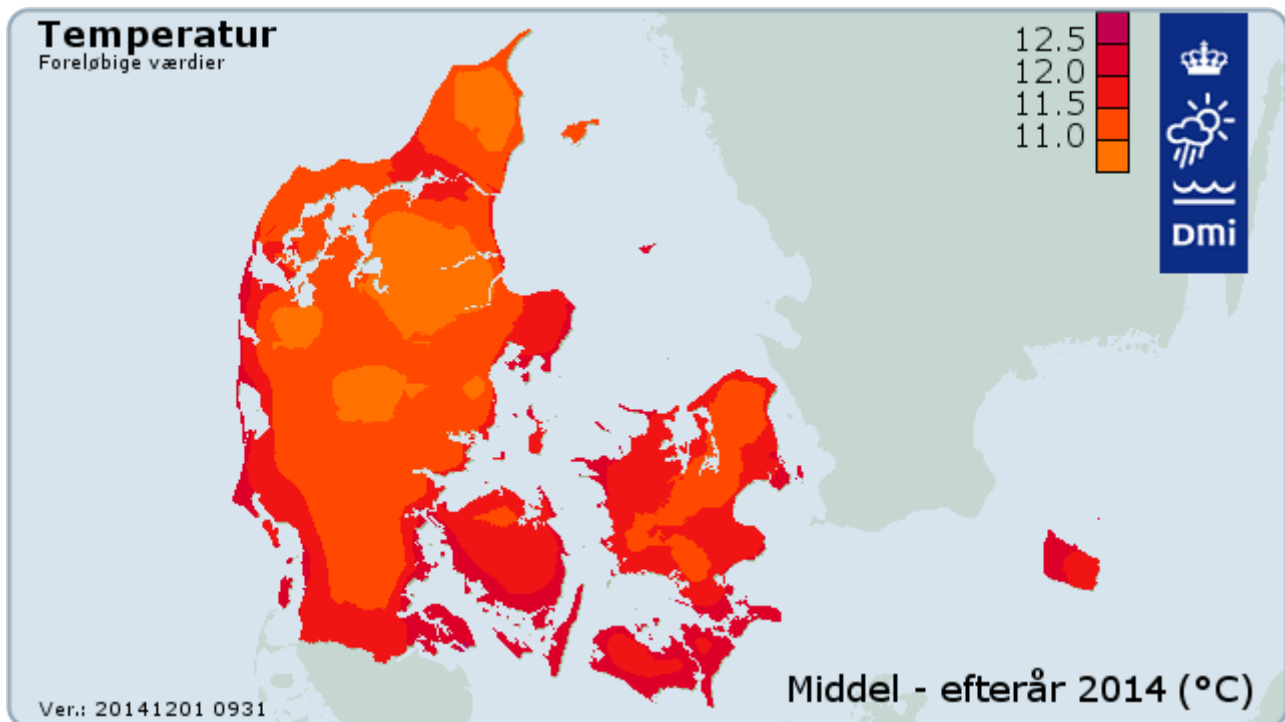 Temperatur
Foreløbige værdier
12.5
12.0
11.5
11.0
DMI
Middel - efterår 2014 (°C)
Ver.: 20141201 0931